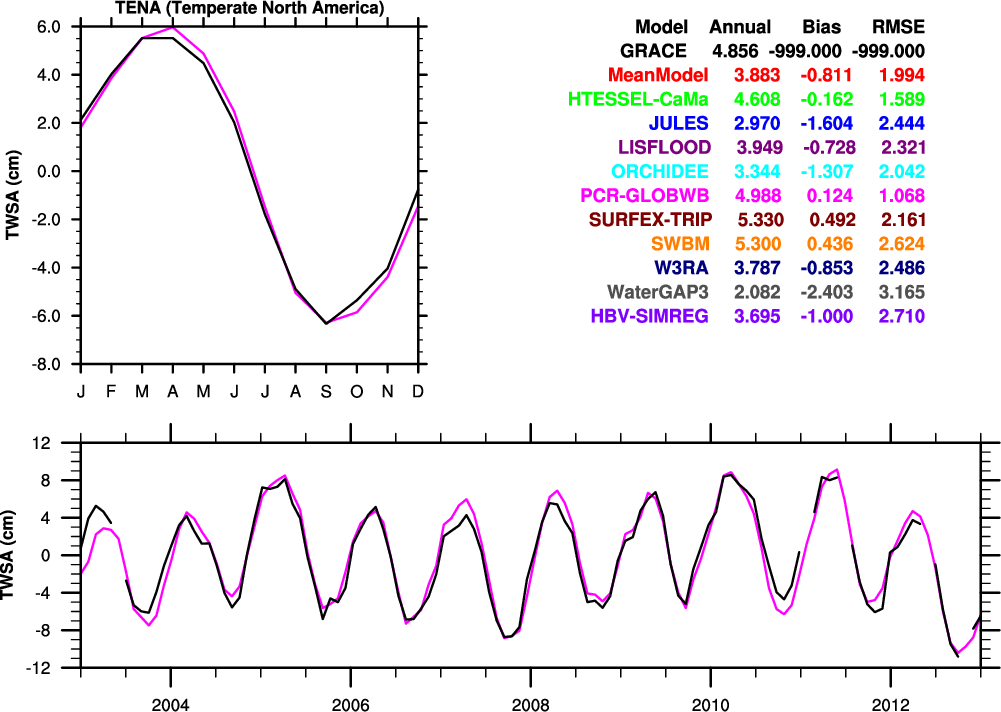 TENA (Temperate North America)
6.0
4.0
2.0
0.0
-2.0
-4.0
-6.0
-8.0
TWSA (cm)
J F M A M J J A S O N D
Model Annual Bias RMSE
GRACE 4.856 -999.000 -999.000
MeanModel 3.883 -0.811 1.994
HTESSEL-CaMa 4.608 -0.162 1.589
JULES 2.970 -1.604 2.444
LISFLOOD 3.949 -0.728 2.321
ORCHIDEE 3.344 -1.307 2.042
PCR-GLOBWB 4.988 0.124 1.068
SURFEX-TRIP 5.330 0.492 2.161
SWBM 5.300 0.436 2.624
W3RA 3.787 -0.853 2.486
WaterGAP3 2.082 -2.403 3.165
HBV-SIMREG 3.695 -1.000 2.710
12
8
4
0
-4
-8
-12
TWSA (cm)
2004 2006 2008 2010 2012